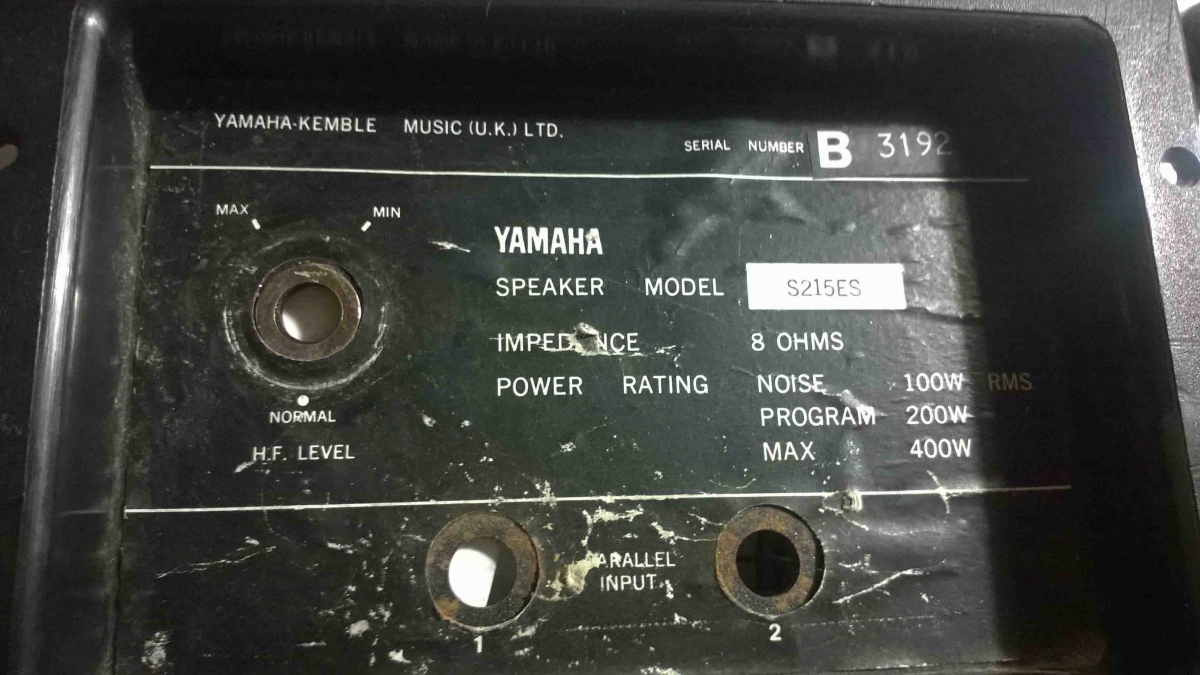 YAMAHA-KEMBLE MUSIC (U.K.) LTD.
SERIAL NUMBER B 3192
MAX MIN
YAMAHA
SPEAKER MODEL S215ES
IMPEDANCE 8 OHMS
POWER RATING NOISE 100W RMS
PROGRAM 200W
MAX 400W
NORMAL
H.F. LEVEL
PARALLEL
INPUT
1 2